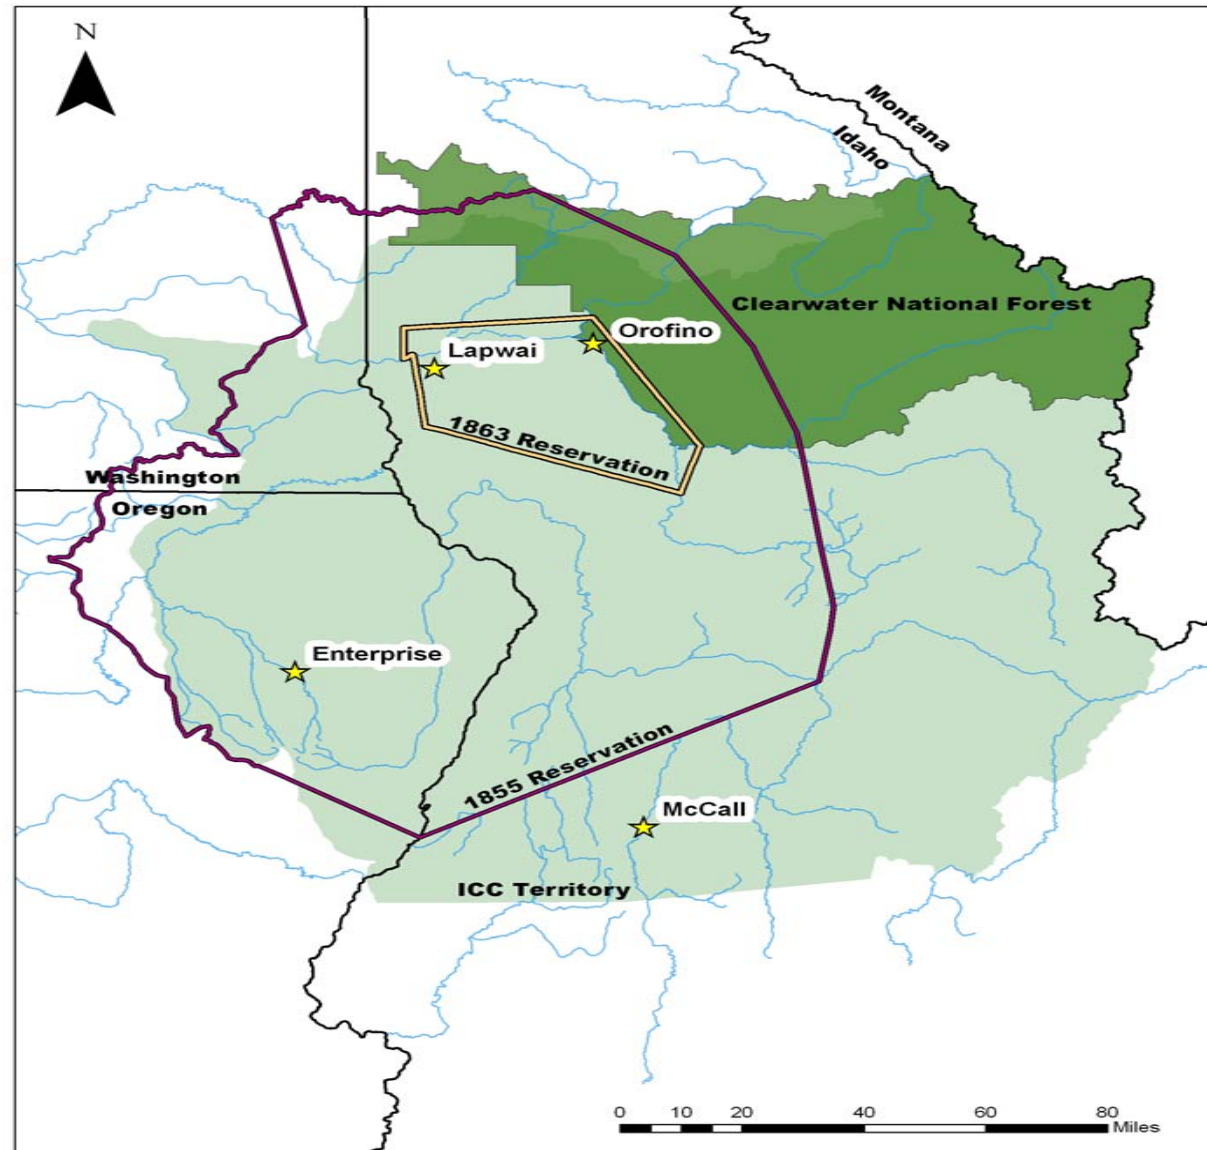 N
Montana
Idaho
Clearwater National Forest
Orofino
Lapwai
1863 Reservation
Washington
Oregon
Enterprise
1855 Reservation
McCall
ICC Territory
0 10 20 40 60 80
Miles